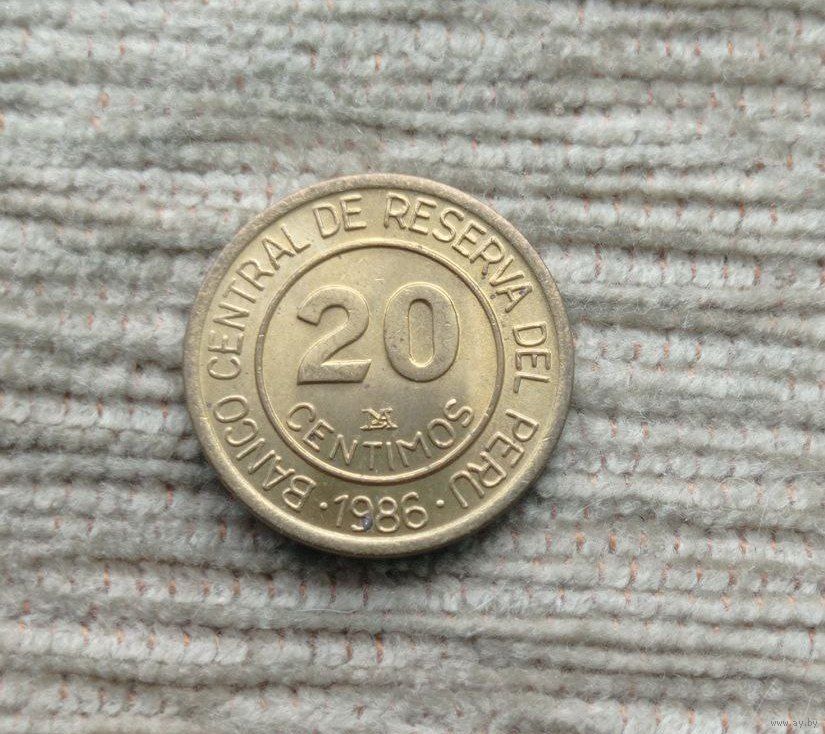 BANCO CENTRAL DE RESERVA DEL PERU
20
CENTIMOS
· 1986 ·
www.ay.by